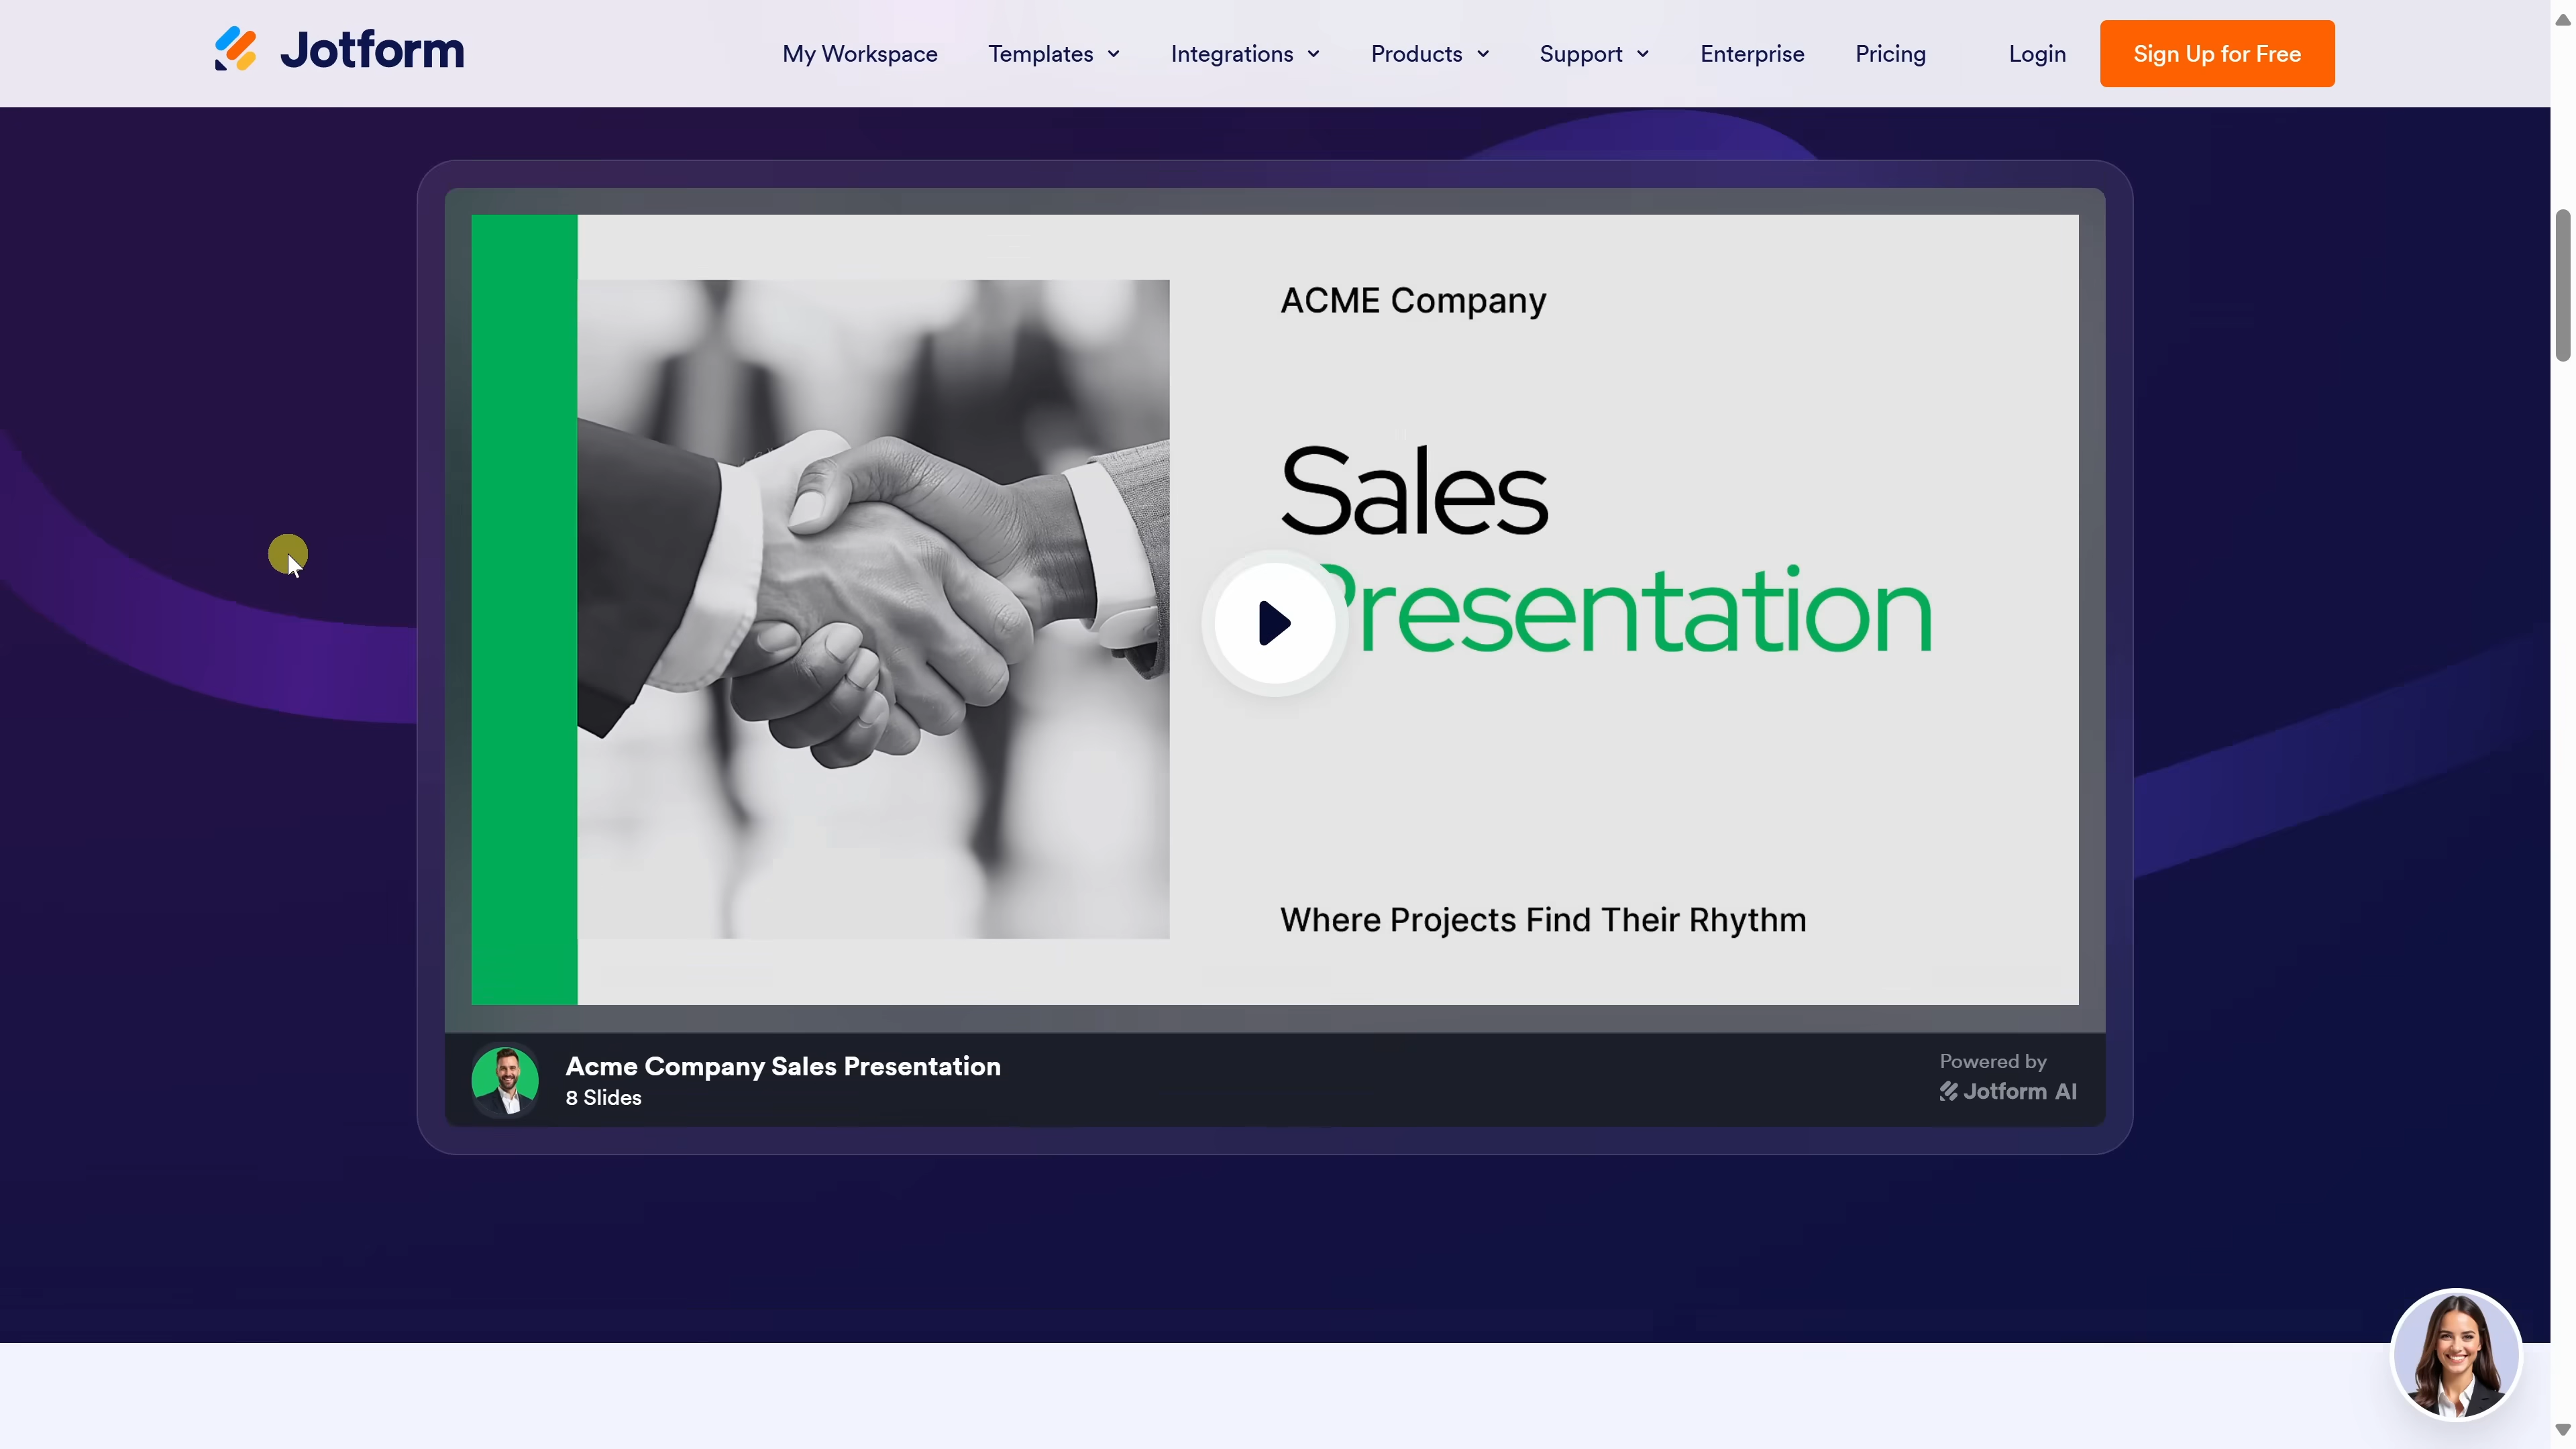 Jotform
My Workspace
Templates
Integrations
Products
Support
Enterprise
Pricing
Login
Sign Up for Free
ACME Company
Sales
Presentation
Where Projects Find Their Rhythm
Acme Company Sales Presentation
8 Slides
Powered by
Jotform AI